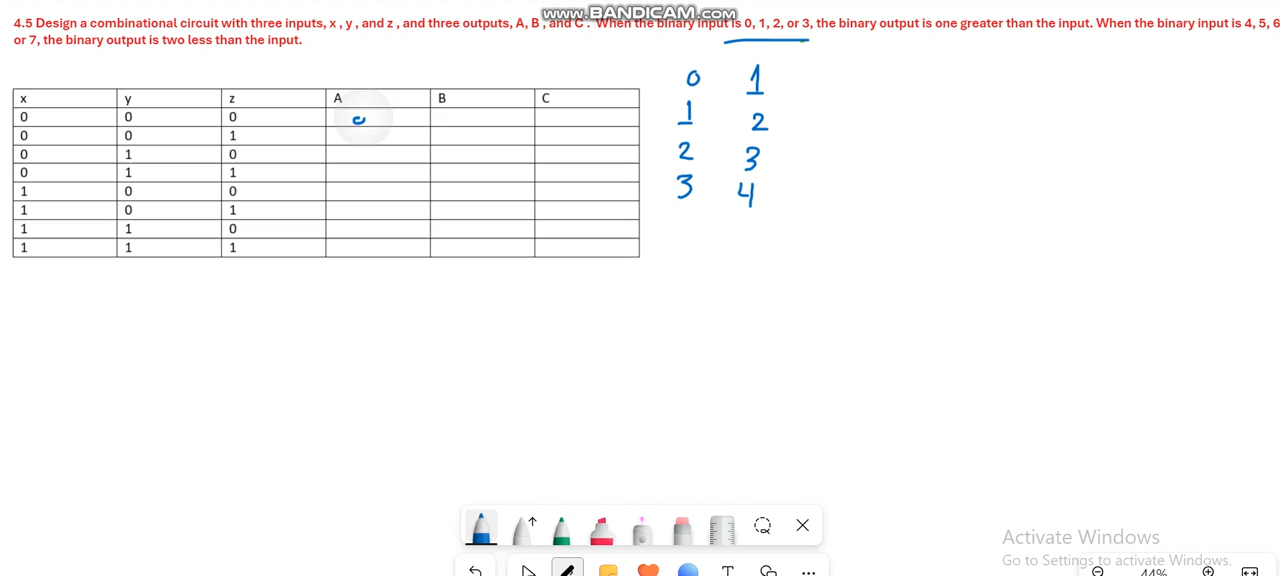 www.BANDICAM.com
4.5 Design a combinational circuit with three inputs, x , y , and z , and three outputs, A, B , and C . When the binary input is 0, 1, 2, or 3, the binary output is one greater than the input. When the binary input is 4, 5, 6
or 7, the binary output is two less than the input.
0 1
x y z A B C
0 0 0 0
1 2
0 0 1
0 1 0
2 3
0 1 1
3 4
1 0 0
1 0 1
1 1 0
1 1 1
T
Activate Windows
Go to Settings to activate Windows.
44%